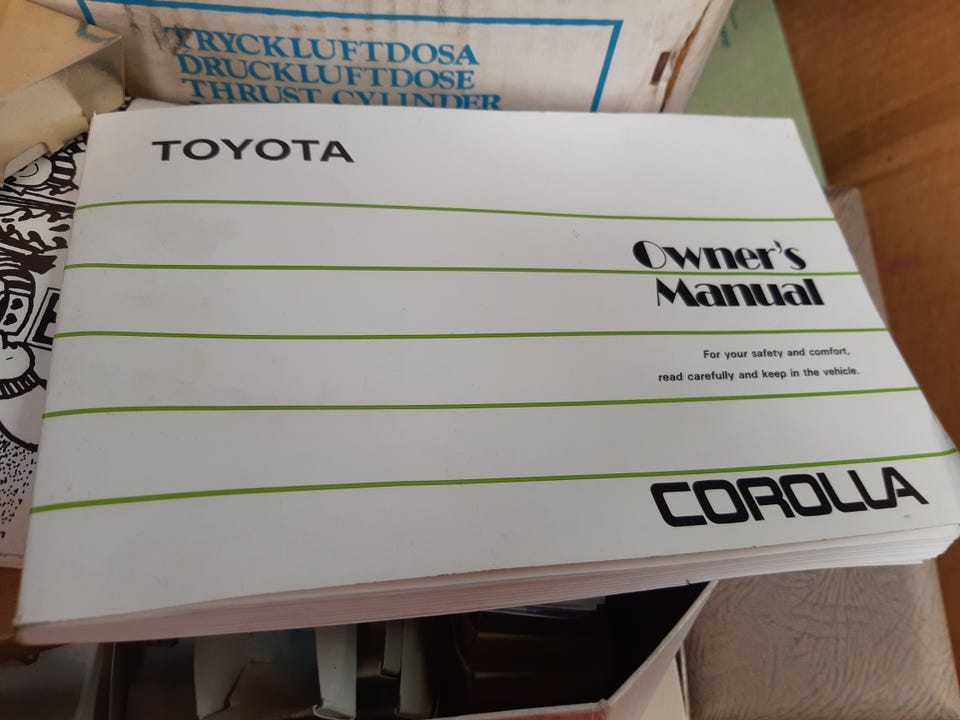 TRYCKLUFTDOSA
DRUCKLUFTDOSE
THRUST CYLINDER
TOYOTA
Owner's
Manual
For your safety and comfort,
read carefully and keep in the vehicle.
COROLLA